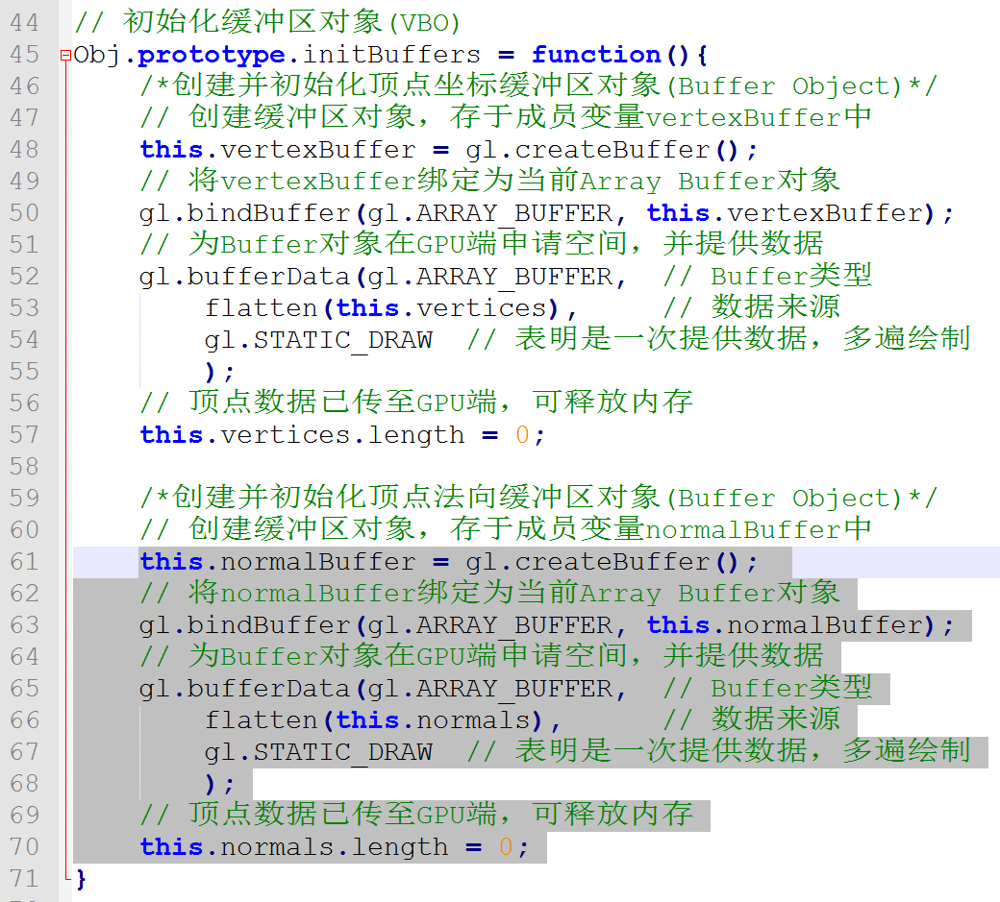 44 // 初始化缓冲区对象(VBO)
45 Obj.prototype.initBuffers = function(){
46 /*创建并初始化顶点坐标缓冲区对象(Buffer Object)*/
47 // 创建缓冲区对象，存于成员变量vertexBuffer中
48 this.vertexBuffer = gl.createBuffer();
49 // 将vertexBuffer绑定为当前Array Buffer对象
50 gl.bindBuffer(gl.ARRAY_BUFFER, this.vertexBuffer);
51 // 为Buffer对象在GPU端申请空间，并提供数据
52 gl.bufferData(gl.ARRAY_BUFFER, // Buffer类型
53 flatten(this.vertices), // 数据来源
54 gl.STATIC_DRAW // 表明是一次提供数据，多遍绘制
55 );
56 // 顶点数据已传至GPU端，可释放内存
57 this.vertices.length = 0;
58
59 /*创建并初始化顶点法向缓冲区对象(Buffer Object)*/
60 // 创建缓冲区对象，存于成员变量normalBuffer中
61 this.normalBuffer = gl.createBuffer();
62 // 将normalBuffer绑定为当前Array Buffer对象
63 gl.bindBuffer(gl.ARRAY_BUFFER, this.normalBuffer);
64 // 为Buffer对象在GPU端申请空间，并提供数据
65 gl.bufferData(gl.ARRAY_BUFFER, // Buffer类型
66 flatten(this.normals), // 数据来源
67 gl.STATIC_DRAW // 表明是一次提供数据，多遍绘制
68 );
69 // 顶点数据已传至GPU端，可释放内存
70 this.normals.length = 0;
71 }